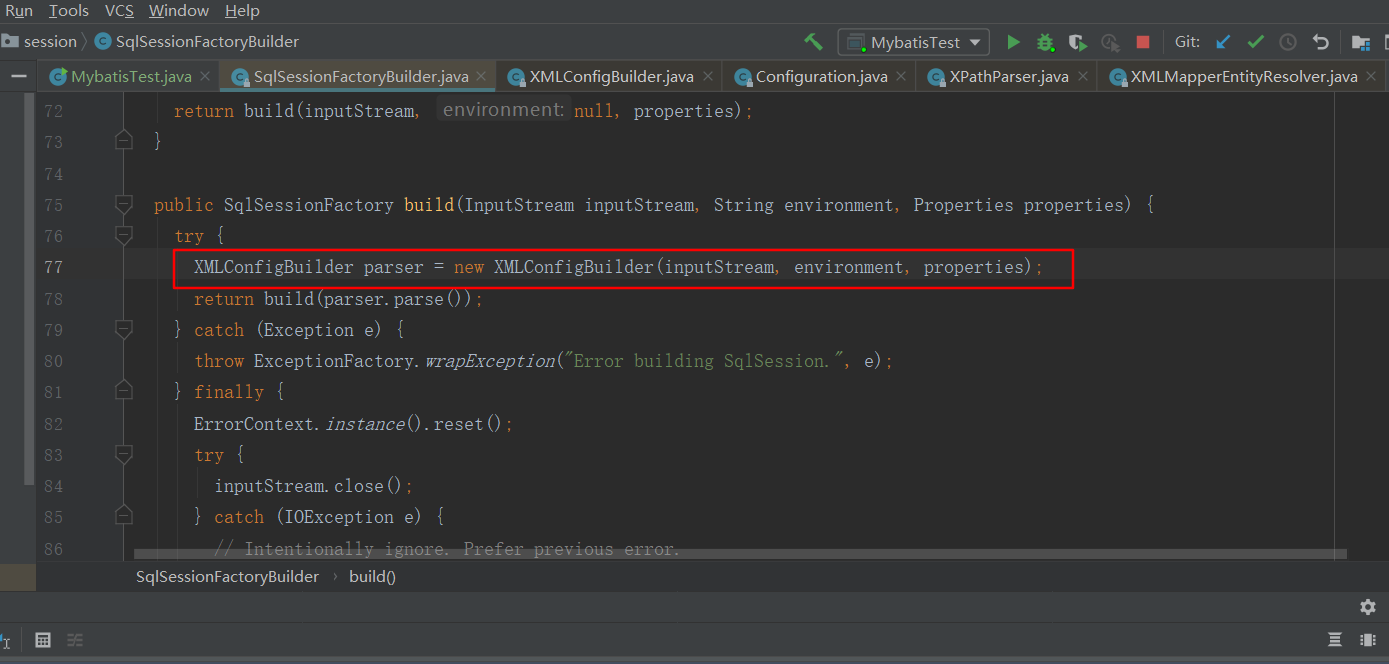 Run Tools VCS Window Help
session SqlSessionFactoryBuilder MybatisTest Git:
MybatisTest.java SqlSessionFactoryBuilder.java XMLConfigBuilder.java Configuration.java XPathParser.java XMLMapperEntityResolver.java
72 return build(inputStream, environment: null, properties);
73 }
74
75 public SqlSessionFactory build(InputStream inputStream, String environment, Properties properties) {
76 try {
77 XMLConfigBuilder parser = new XMLConfigBuilder(inputStream, environment, properties);
78 return build(parser.parse());
79 } catch (Exception e) {
80 throw ExceptionFactory.wrapException("Error building SqlSession.", e);
81 } finally {
82 ErrorContext.instance().reset();
83 try {
84 inputStream.close();
85 } catch (IOException e) {
86 // Intentionally ignore. Prefer previous error.
SqlSessionFactoryBuilder › build()